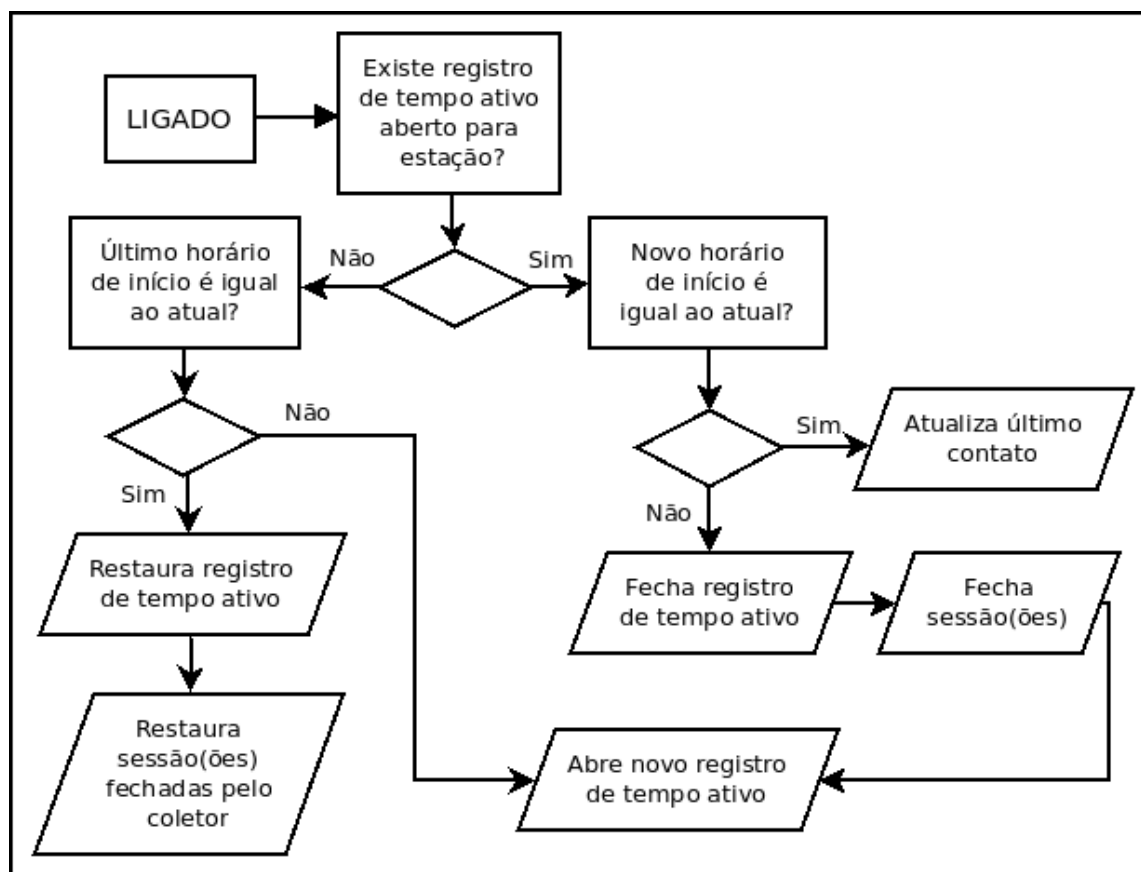 LIGADO
Existe registro
de tempo ativo
aberto para
estação?
Não
Sim
Último horário
de início é igual
ao atual?
Novo horário
de início é
igual ao atual?
Não
Sim
Atualiza último
contato
Sim
Não
Restaura registro
de tempo ativo
Fecha registro
de tempo ativo
Fecha
sessão(ões)
Restaura
sessão(ões)
fechadas pelo
coletor
Abre novo registro
de tempo ativo